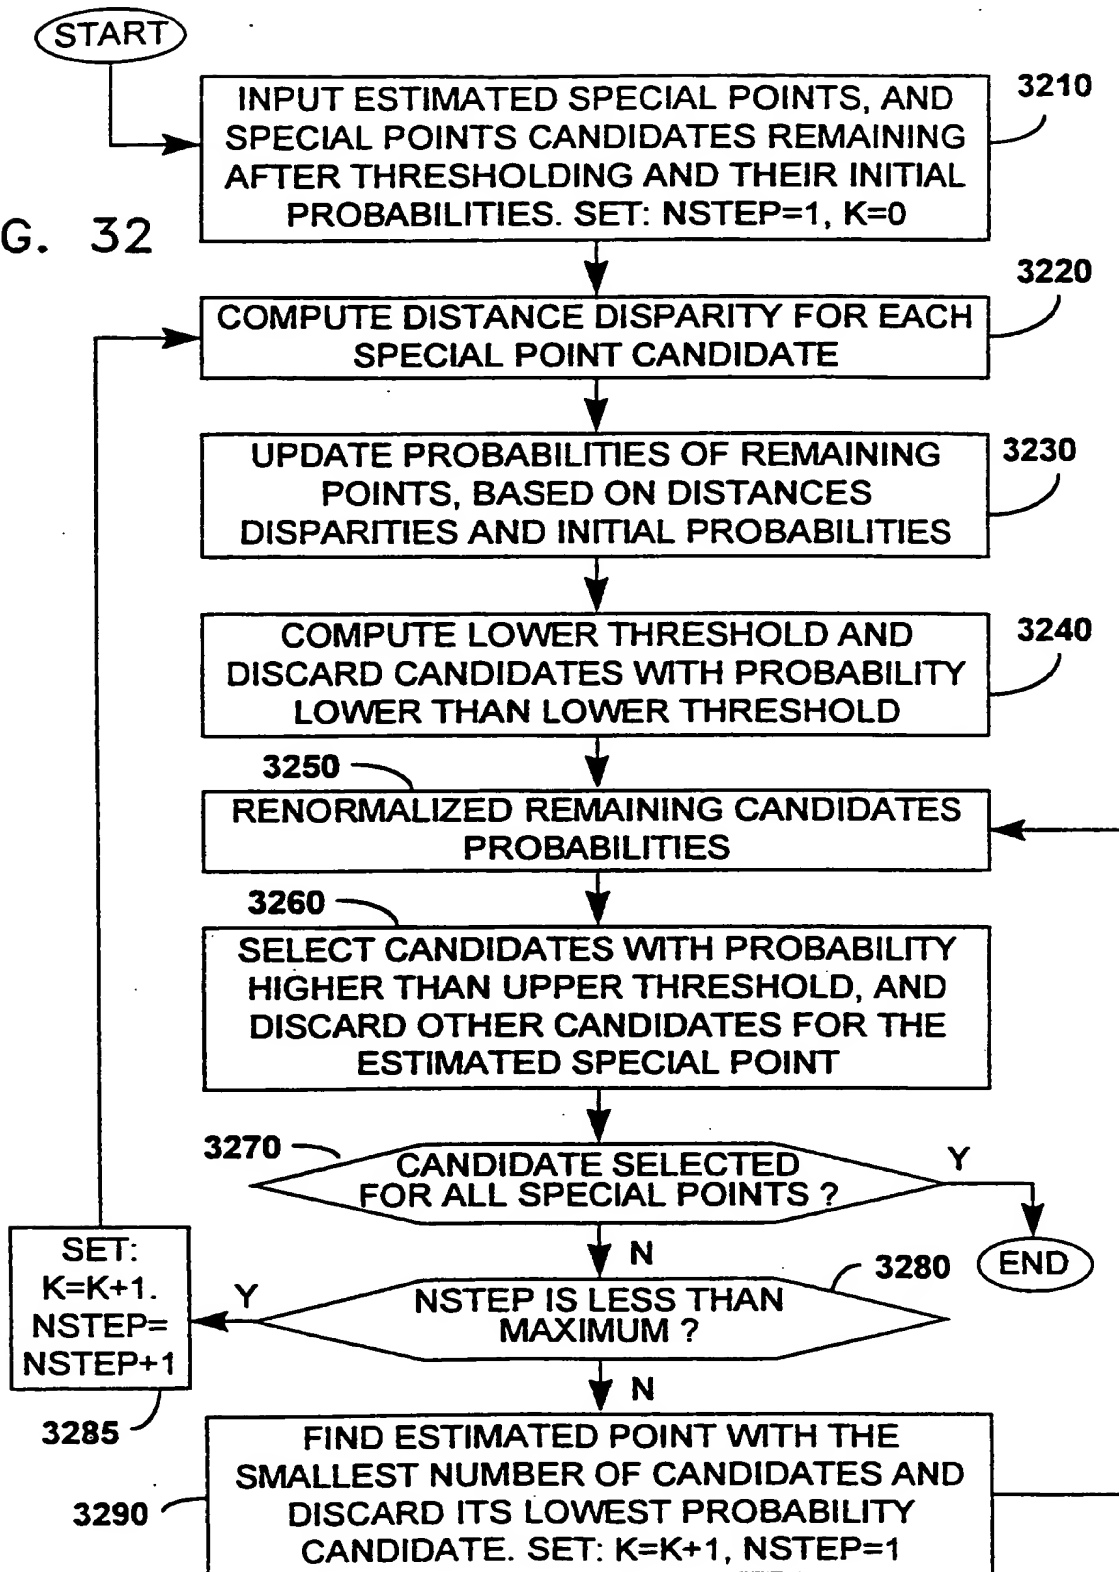 START
INPUT ESTIMATED SPECIAL POINTS, AND
SPECIAL POINTS CANDIDATES REMAINING
AFTER THRESHOLDING AND THEIR INITIAL
PROBABILITIES. SET: NSTEP=1, K=0
3210
G. 32
3220
COMPUTE DISTANCE DISPARITY FOR EACH
SPECIAL POINT CANDIDATE
UPDATE PROBABILITIES OF REMAINING
POINTS, BASED ON DISTANCES
DISPARITIES AND INITIAL PROBABILITIES
3230
COMPUTE LOWER THRESHOLD AND
DISCARD CANDIDATES WITH PROBABILITY
LOWER THAN LOWER THRESHOLD
3240
3250
RENORMALIZED REMAINING CANDIDATES
PROBABILITIES
3260
SELECT CANDIDATES WITH PROBABILITY
HIGHER THAN UPPER THRESHOLD, AND
DISCARD OTHER CANDIDATES FOR THE
ESTIMATED SPECIAL POINT
3270
CANDIDATE SELECTED
FOR ALL SPECIAL POINTS ?
Y
END
N
3280
NSTEP IS LESS THAN
MAXIMUM ?
Y
SET:
K=K+1.
NSTEP=
NSTEP+1
3285
N
FIND ESTIMATED POINT WITH THE
SMALLEST NUMBER OF CANDIDATES AND
DISCARD ITS LOWEST PROBABILITY
CANDIDATE. SET: K=K+1, NSTEP=1
3290